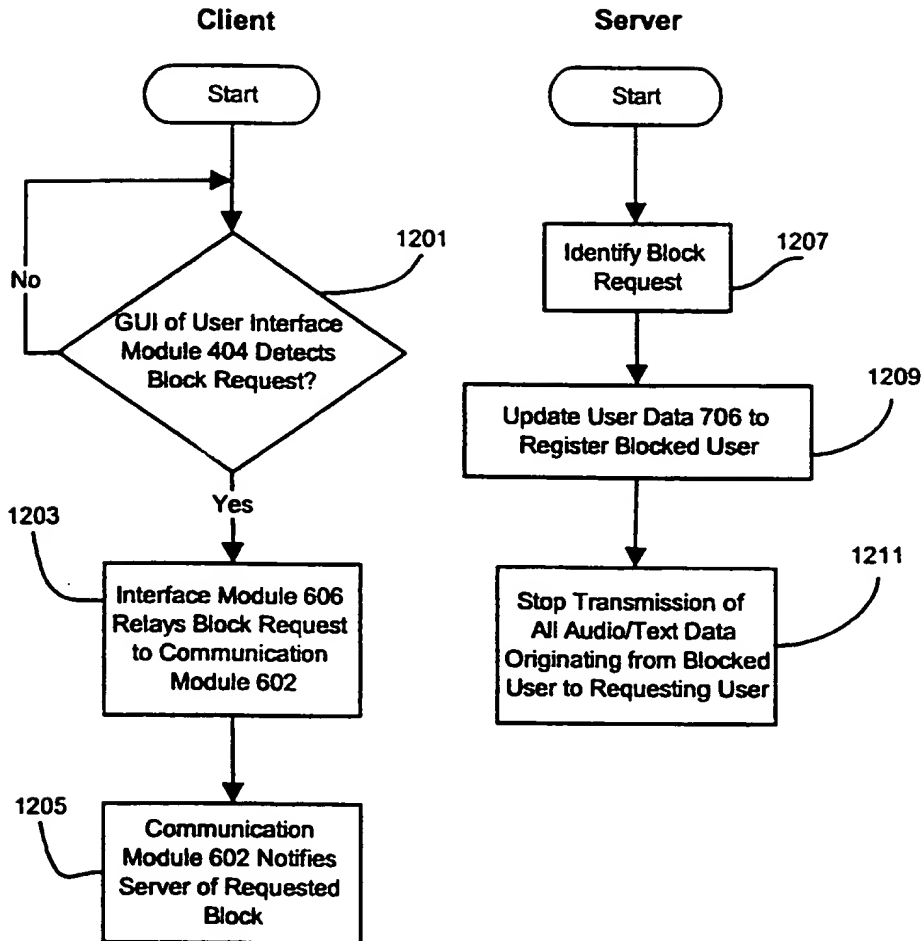 Client
Start
1201
No
GUI of User Interface
Module 404 Detects
Block Request?
Yes
1203
Interface Module 606
Relays Block Request
to Communication
Module 602
1205
Communication
Module 602 Notifies
Server of Requested
Block
Server
Start
1207
Identify Block
Request
1209
Update User Data 706 to
Register Blocked User
1211
Stop Transmission of
All Audio/Text Data
Originating from Blocked
User to Requesting User